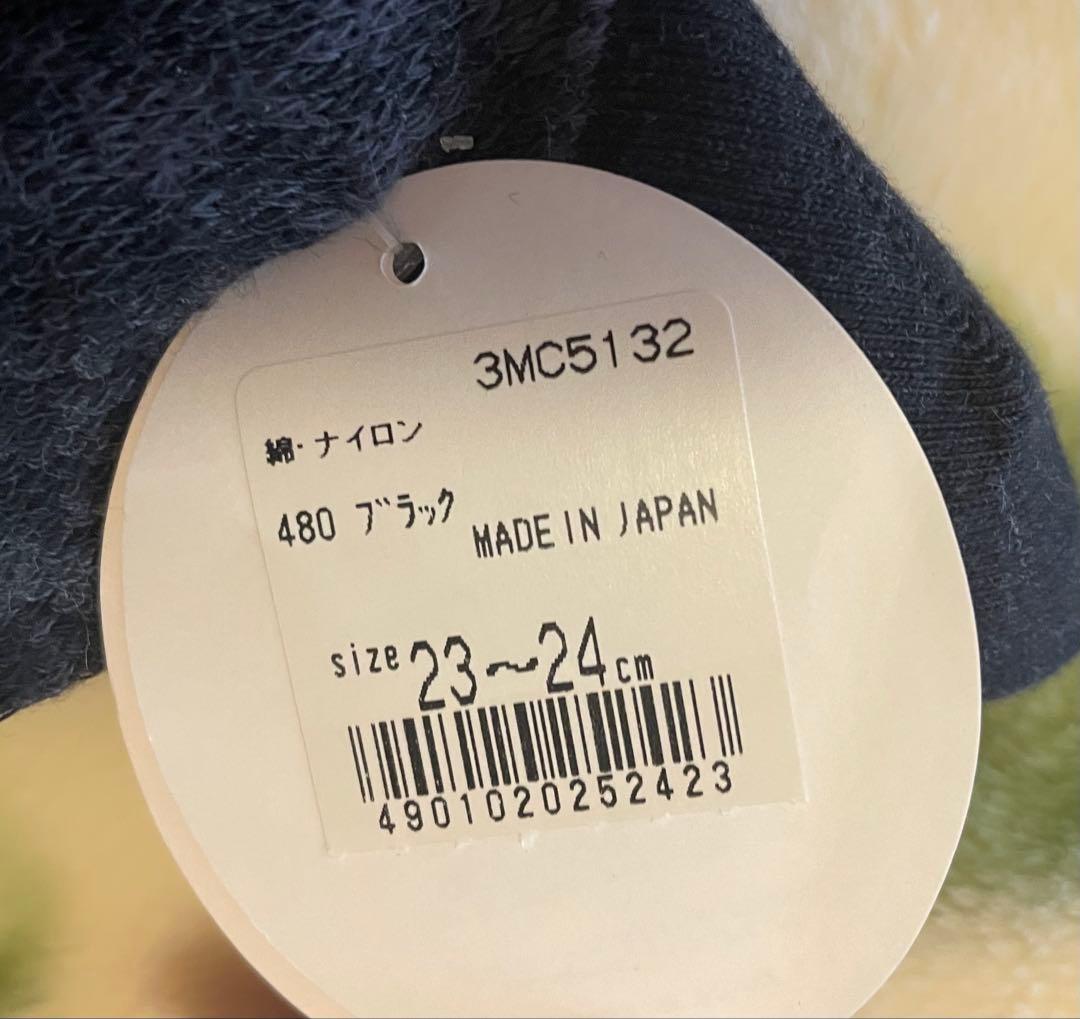 3MC5132
綿・ナイロン
480 ブラック
MADE IN JAPAN
size 23〜24cm
4901020252423